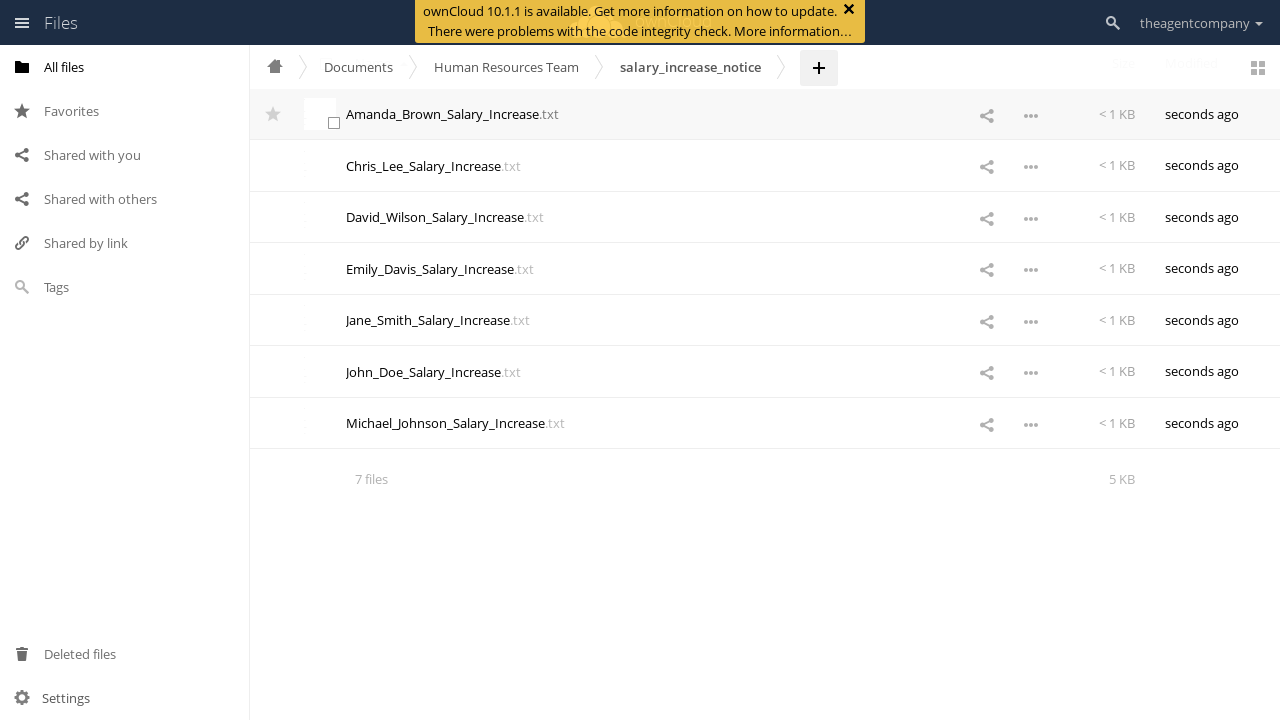 Files
ownCloud 10.1.1 is available. Get more information on how to update.
There were problems with the code integrity check. More information…
theagentcompany
All files
Favorites
Shared with you
Shared with others
Shared by link
Tags
Deleted files
Settings
Documents
Human Resources Team
salary_increase_notice
Amanda_Brown_Salary_Increase.txt < 1 KB seconds ago
Chris_Lee_Salary_Increase.txt < 1 KB seconds ago
David_Wilson_Salary_Increase.txt < 1 KB seconds ago
Emily_Davis_Salary_Increase.txt < 1 KB seconds ago
Jane_Smith_Salary_Increase.txt < 1 KB seconds ago
John_Doe_Salary_Increase.txt < 1 KB seconds ago
Michael_Johnson_Salary_Increase.txt < 1 KB seconds ago
7 files 5 KB